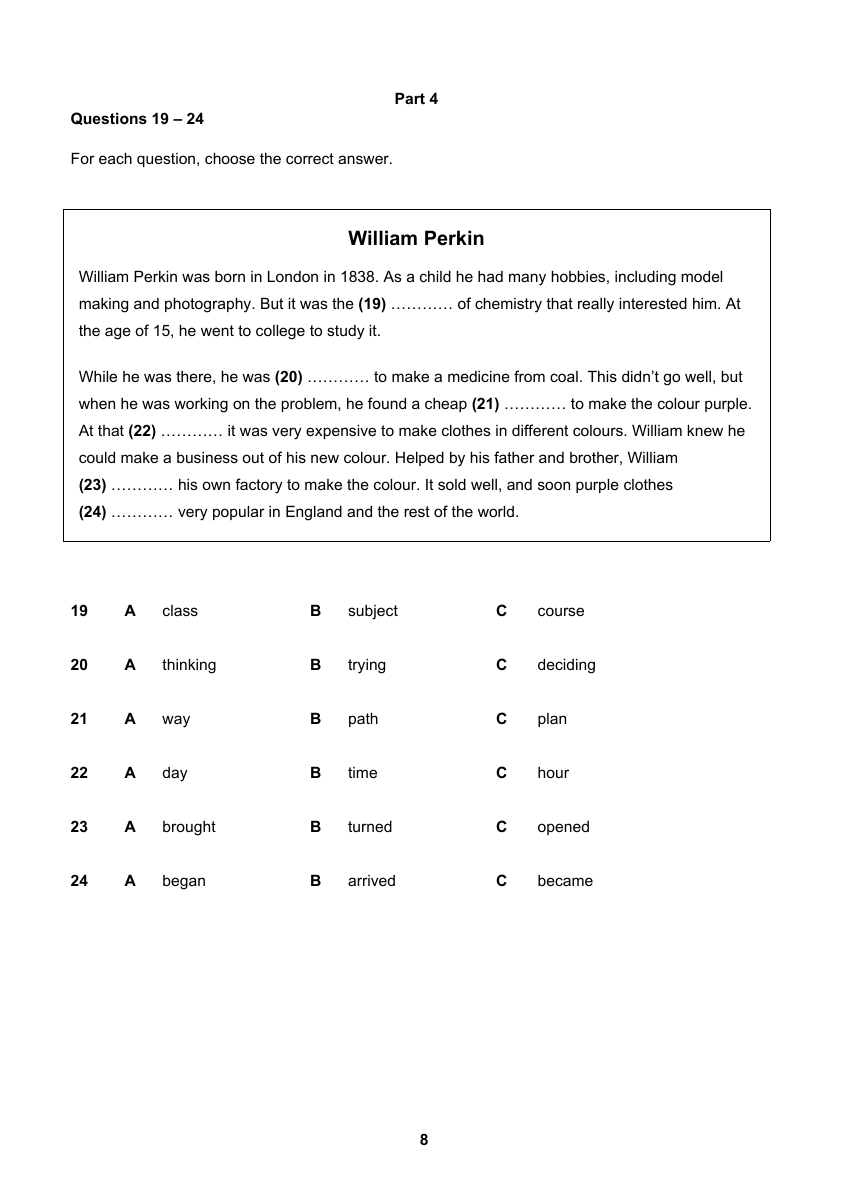 Part 4
Questions 19 – 24
For each question, choose the correct answer.
William Perkin
William Perkin was born in London in 1838. As a child he had many hobbies, including model
making and photography. But it was the (19) ………… of chemistry that really interested him. At
the age of 15, he went to college to study it.
While he was there, he was (20) ………… to make a medicine from coal. This didn’t go well, but
when he was working on the problem, he found a cheap (21) ………… to make the colour purple.
At that (22) ………… it was very expensive to make clothes in different colours. William knew he
could make a business out of his new colour. Helped by his father and brother, William
(23) ………… his own factory to make the colour. It sold well, and soon purple clothes
(24) ………… very popular in England and the rest of the world.
19 A class B subject C course
20 A thinking B trying C deciding
21 A way B path C plan
22 A day B time C hour
23 A brought B turned C opened
24 A began B arrived C became
8